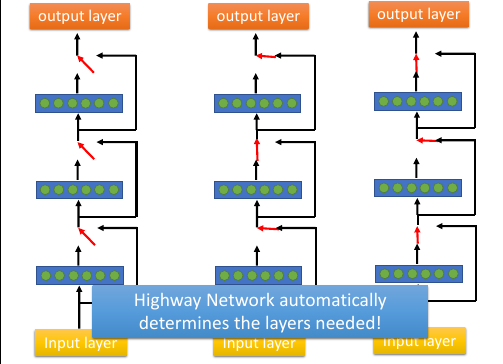 output layer
output layer
output layer
Highway Network automatically
determines the layers needed!
Input layer
Input layer
Input layer